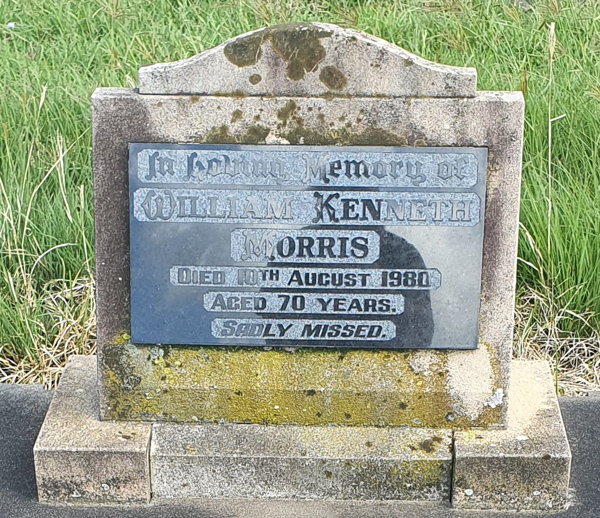 In Loving Memory of
WILLIAM KENNETH
MORRIS
DIED 10TH AUGUST 1980
AGED 70 YEARS.
SADLY MISSED.